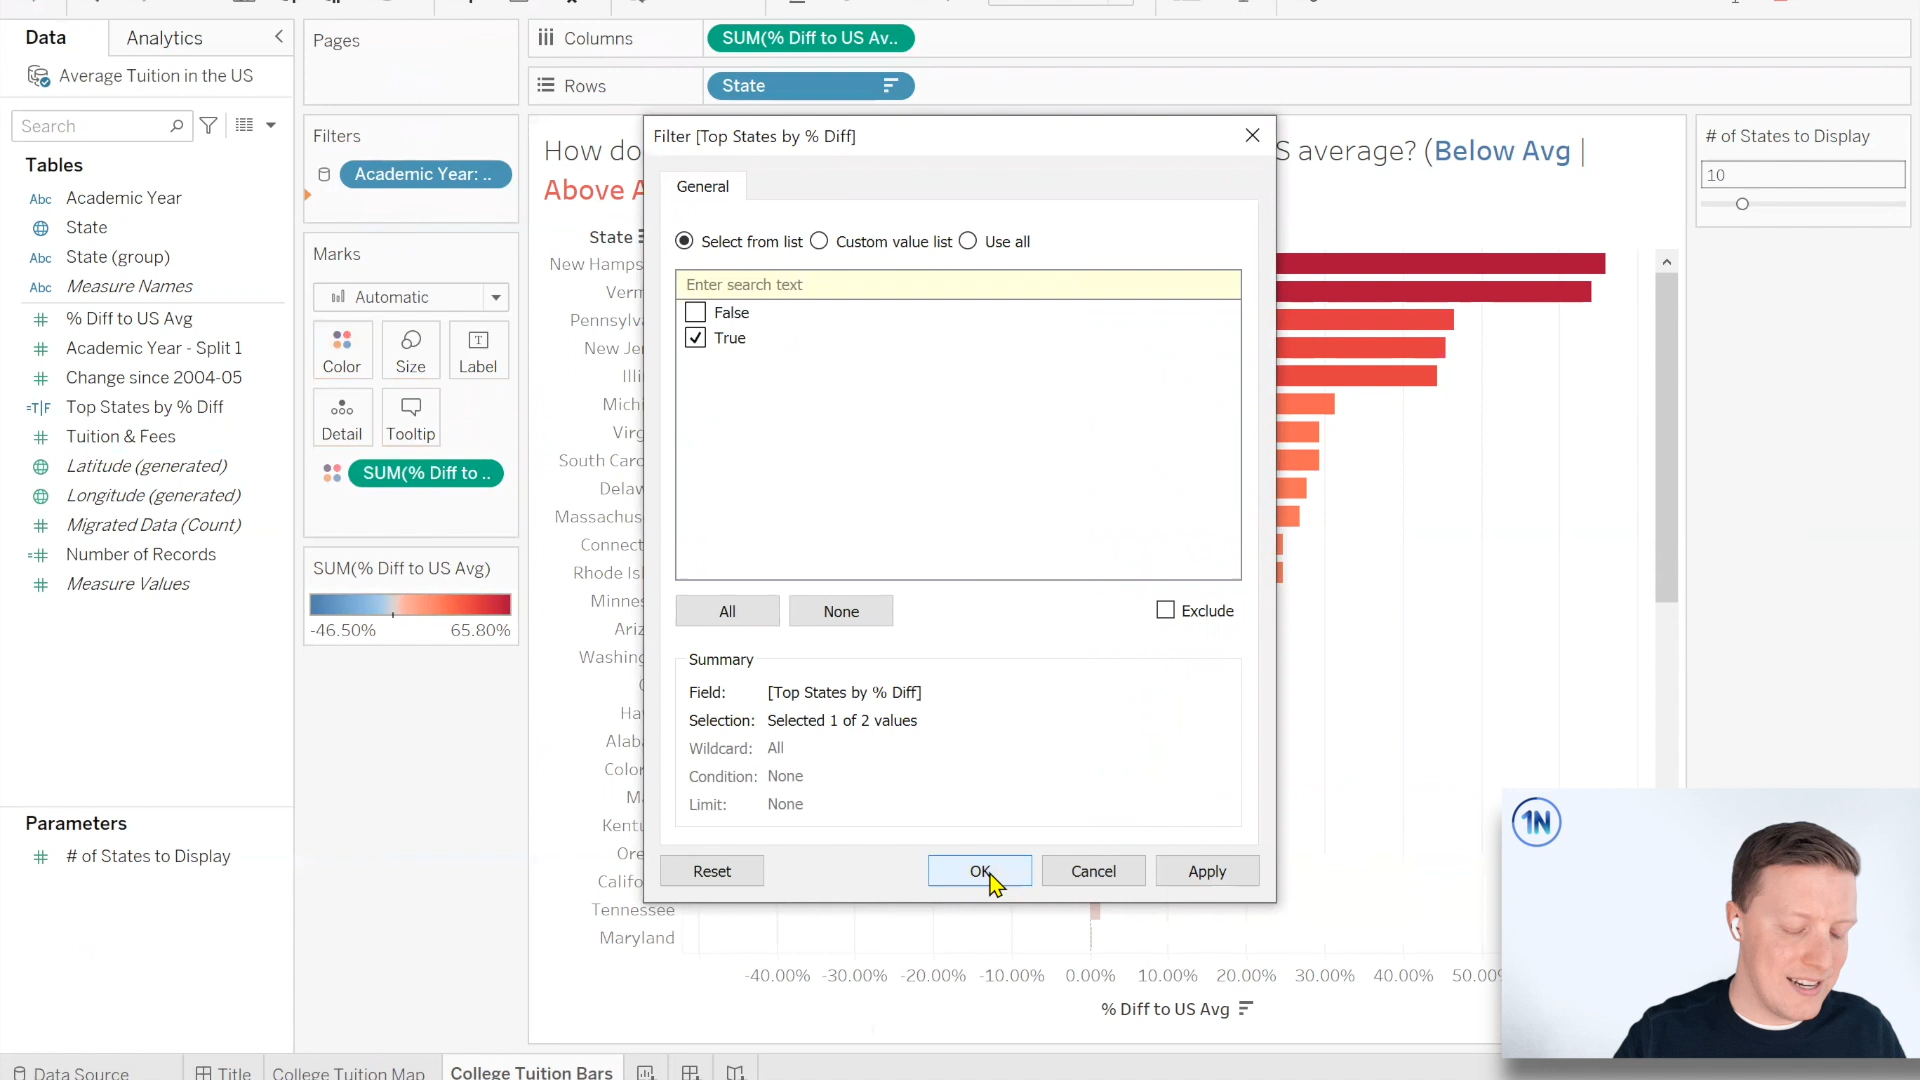 Data
Analytics
Average Tuition in the US
Search
Tables
Abc Academic Year
State
Abc State (group)
Abc Measure Names
% Diff to US Avg
Academic Year - Split 1
Change since 2004-05
=T|F Top States by % Diff
Tuition & Fees
Latitude (generated)
Longitude (generated)
Migrated Data (Count)
=# Number of Records
Measure Values
Parameters
# of States to Display
Pages
Filters
Academic Year: ..
Marks
Automatic
Color
Size
Label
Detail
Tooltip
SUM(% Diff to ..
SUM(% Diff to US Avg)
-46.50%
65.80%
Columns
SUM(% Diff to US Av..
Rows
State
How do
S average? (Below Avg |
Above A
State
New Hamps
Verm
Pennsylva
New Je
Illi
Michi
Virg
South Caro
Delaw
Massachus
Connect
Rhode Isl
Minnes
Ariz
Washing
Ha
Alab
Color
M
Kentu
Ore
Califo
Tennessee
Maryland
-40.00% -30.00% -20.00% -10.00% 0.00% 10.00% 20.00% 30.00% 40.00% 50.00%
% Diff to US Avg
Filter [Top States by % Diff]
General
Select from list
Custom value list
Use all
Enter search text
False
True
All
None
Exclude
Summary
Field: [Top States by % Diff]
Selection: Selected 1 of 2 values
Wildcard: All
Condition: None
Limit: None
Reset
OK
Cancel
Apply
# of States to Display
10
1N
Data Source
Title
College Tuition Map
College Tuition Bars